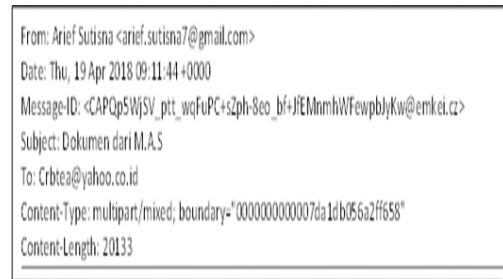 From: Arief Sutisna <arief.sutisna7@gmail.com>
Date: Thu, 19 Apr 2018 09:11:44 +0000
Message-ID: <CAPQp5WjSV_ptt_wqFuPC+sZph-8eo_bf+JfEMnmhWFewpbJyKw@emkei.cz>
Subject: Dokumen dari M.A.S
To: Crbtea@yahoo.co.id
Content-Type: multipart/mixed; boundary="0000000000007da1db056a2ff658"
Content-Length: 20133